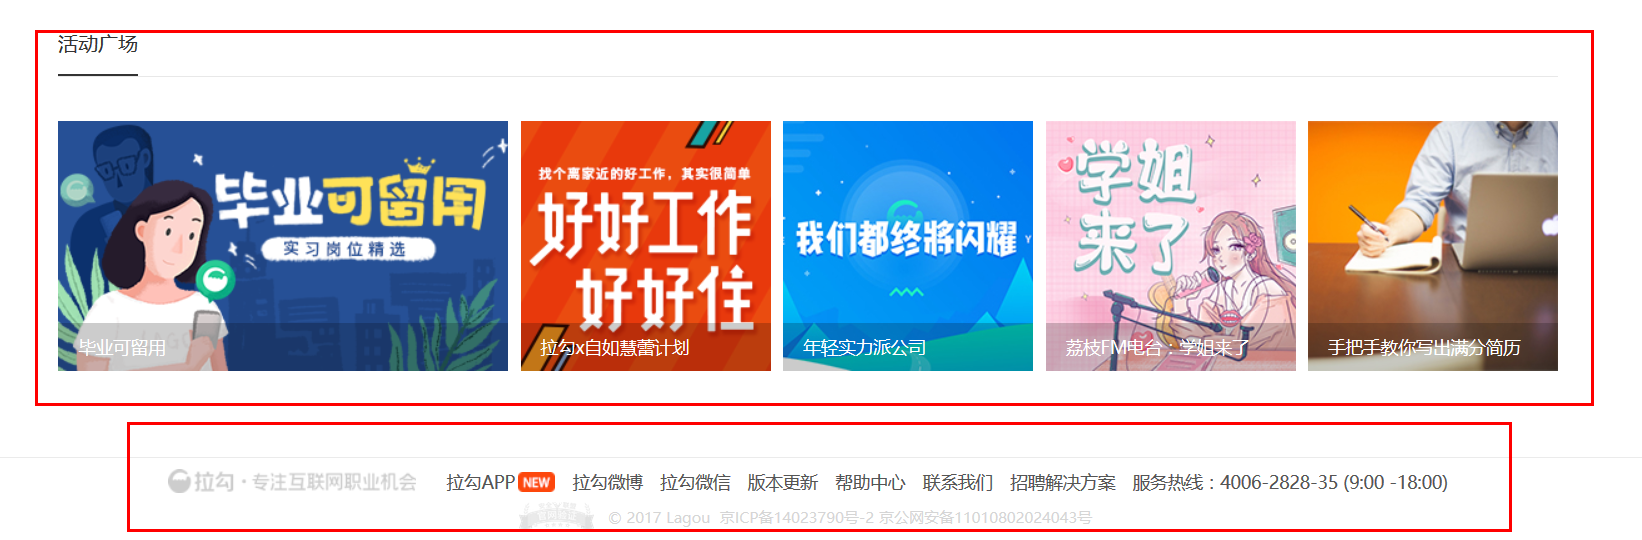 活动广场
毕业可留用
实习岗位精选
毕业可留用
找个离家近的好工作，其实很简单
好好工作
好好住
拉勾x自如慧蕾计划
我们都终将闪耀
年轻实力派公司
学姐
来了
荔枝FM电台：学姐来了
手把手教你写出满分简历
拉勾·专注互联网职业机会 拉勾APP NEW 拉勾微博 拉勾微信 版本更新 帮助中心 联系我们 招聘解决方案 服务热线：4006-2828-35 (9:00 -18:00)
© 2017 Lagou 京ICP备14023790号-2 京公网安备11010802024043号